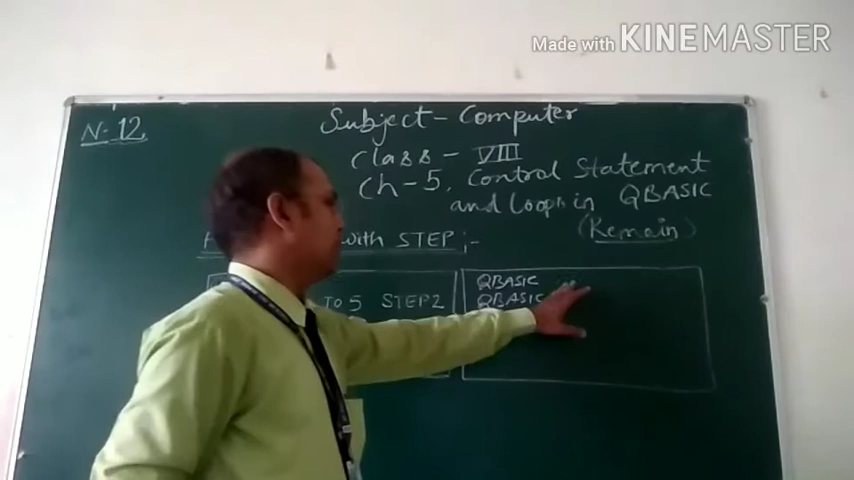 Made with KINEMASTER
N-12
Subject - Computer
Class - VIII
Ch-5, Control Statement
and Loop in QBASIC
(Remain)
with STEP :-
TO 5 STEP 2
QBASIC
QBASIC